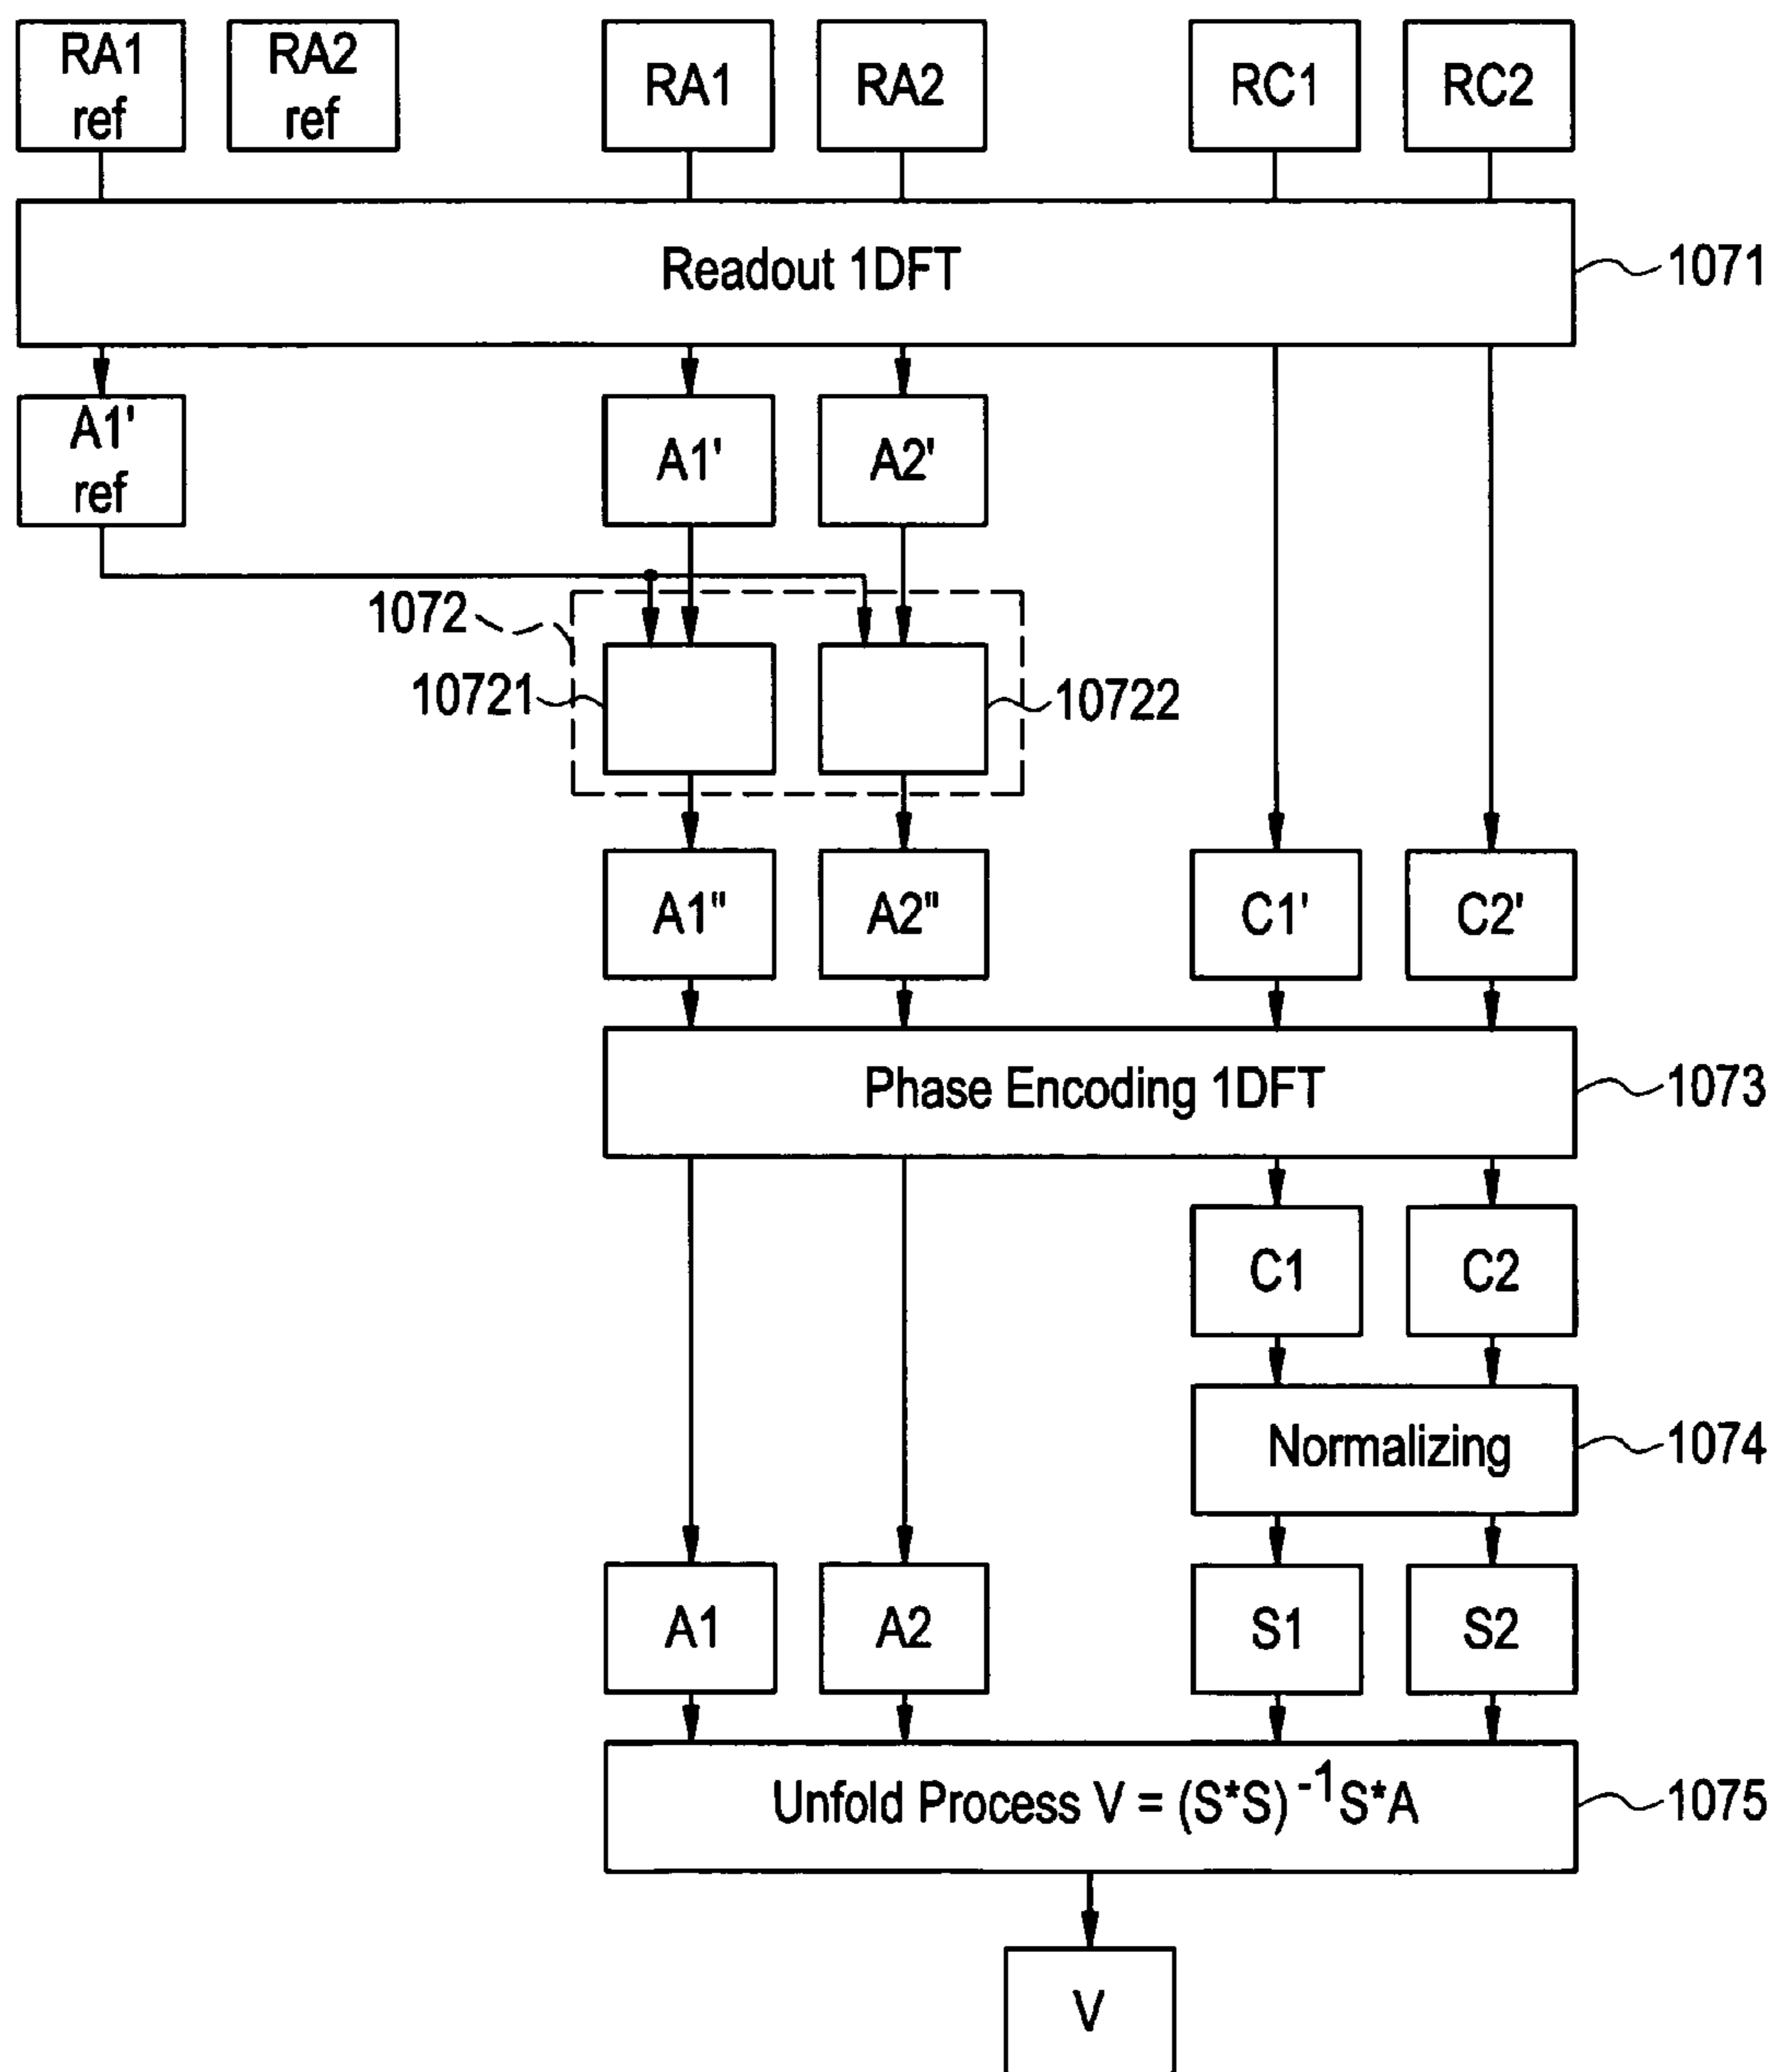 RA1
ref
RA2
ref
RA1
RA2
RC1
RC2
Readout 1DFT
1071
A1'
ref
A1'
A2'
1072
10721
10722
A1"
A2"
C1'
C2'
Phase Encoding 1DFT
1073
C1
C2
Normalizing
1074
A1
A2
S1
S2
Unfold Process V = (S*S)⁻¹S*A
1075
V